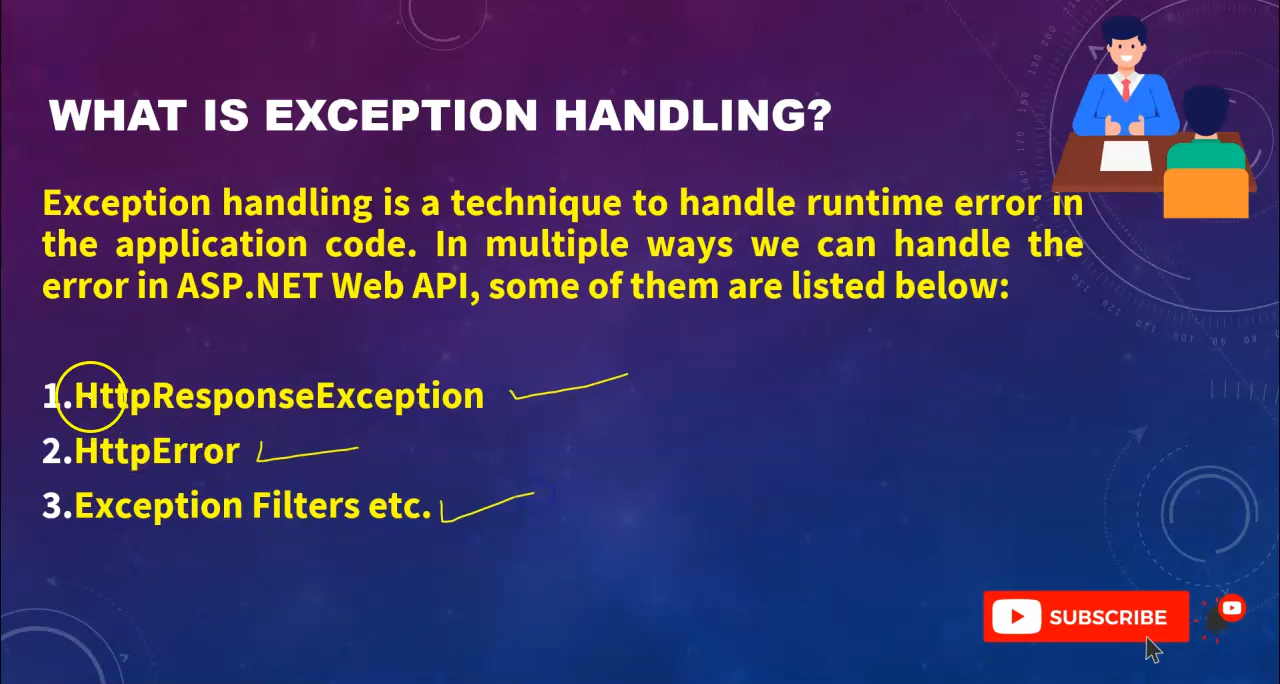 WHAT IS EXCEPTION HANDLING?
Exception handling is a technique to handle runtime error in
the application code. In multiple ways we can handle the
error in ASP.NET Web API, some of them are listed below:
1.HttpResponseException
2.HttpError
3.Exception Filters etc.
SUBSCRIBE